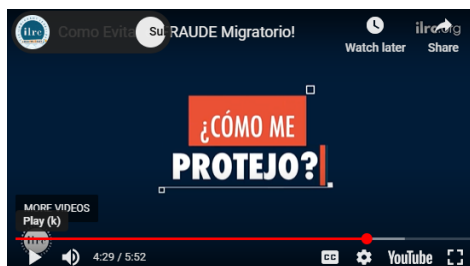 ilrc
Como Evita Su RAUDE Migratorio!
Watch later
Share
ilrc.org
¿CÓMO ME
PROTEJO?
MORE VIDEOS
Play (k)
4:29 / 5:52
CC
YouTube